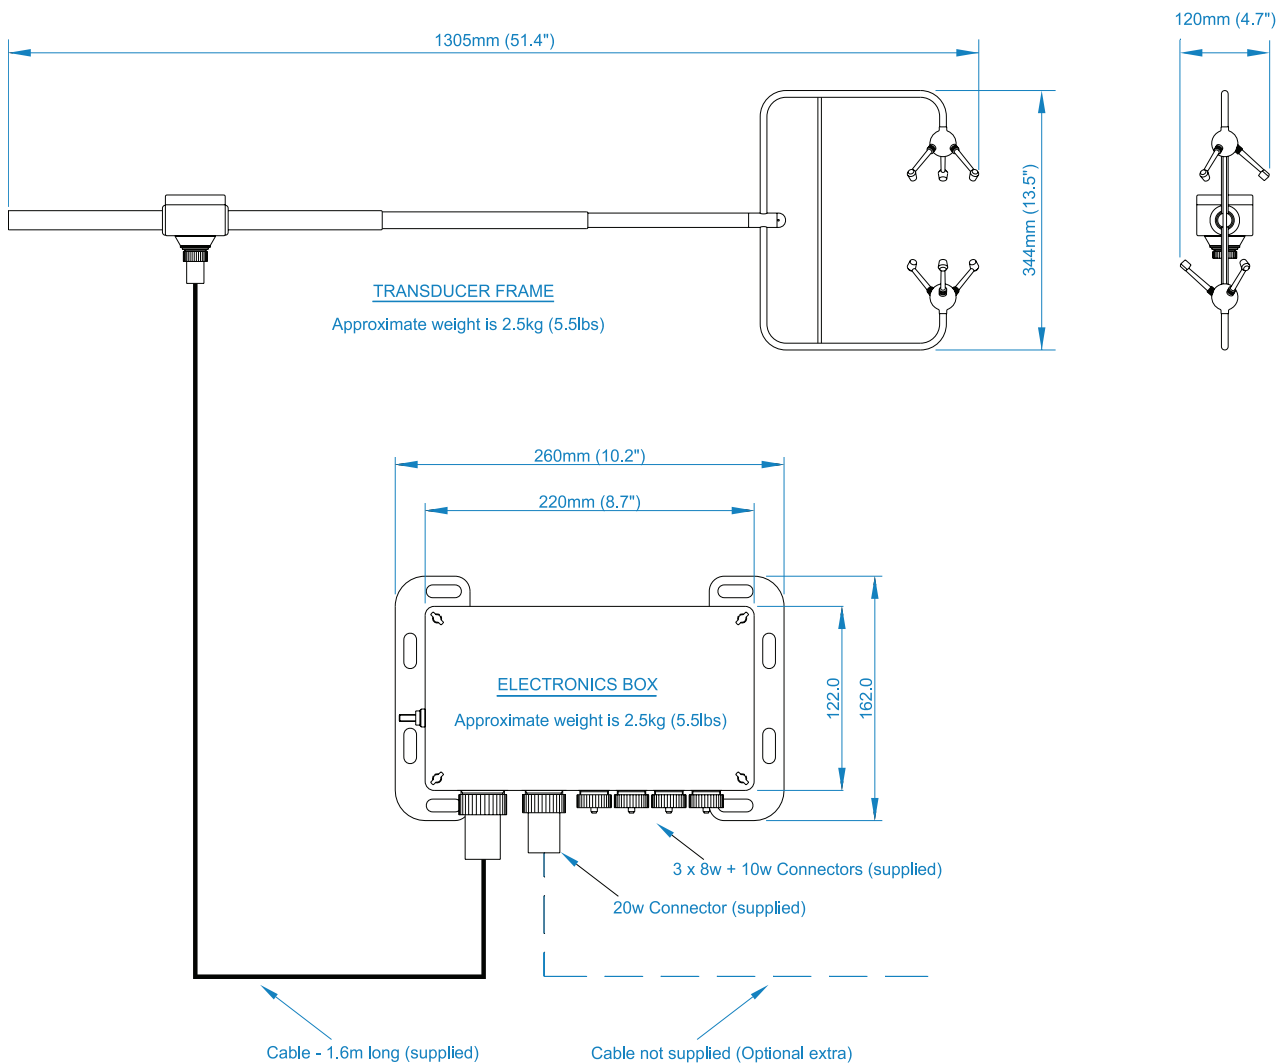 120mm (4.7")
1305mm (51.4")
344mm (13.5")
TRANSDUCER FRAME
Approximate weight is 2.5kg (5.5lbs)
260mm (10.2")
220mm (8.7")
ELECTRONICS BOX
Approximate weight is 2.5kg (5.5lbs)
122.0
162.0
3 x 8w + 10w Connectors (supplied)
20w Connector (supplied)
Cable - 1.6m long (supplied)
Cable not supplied (Optional extra)